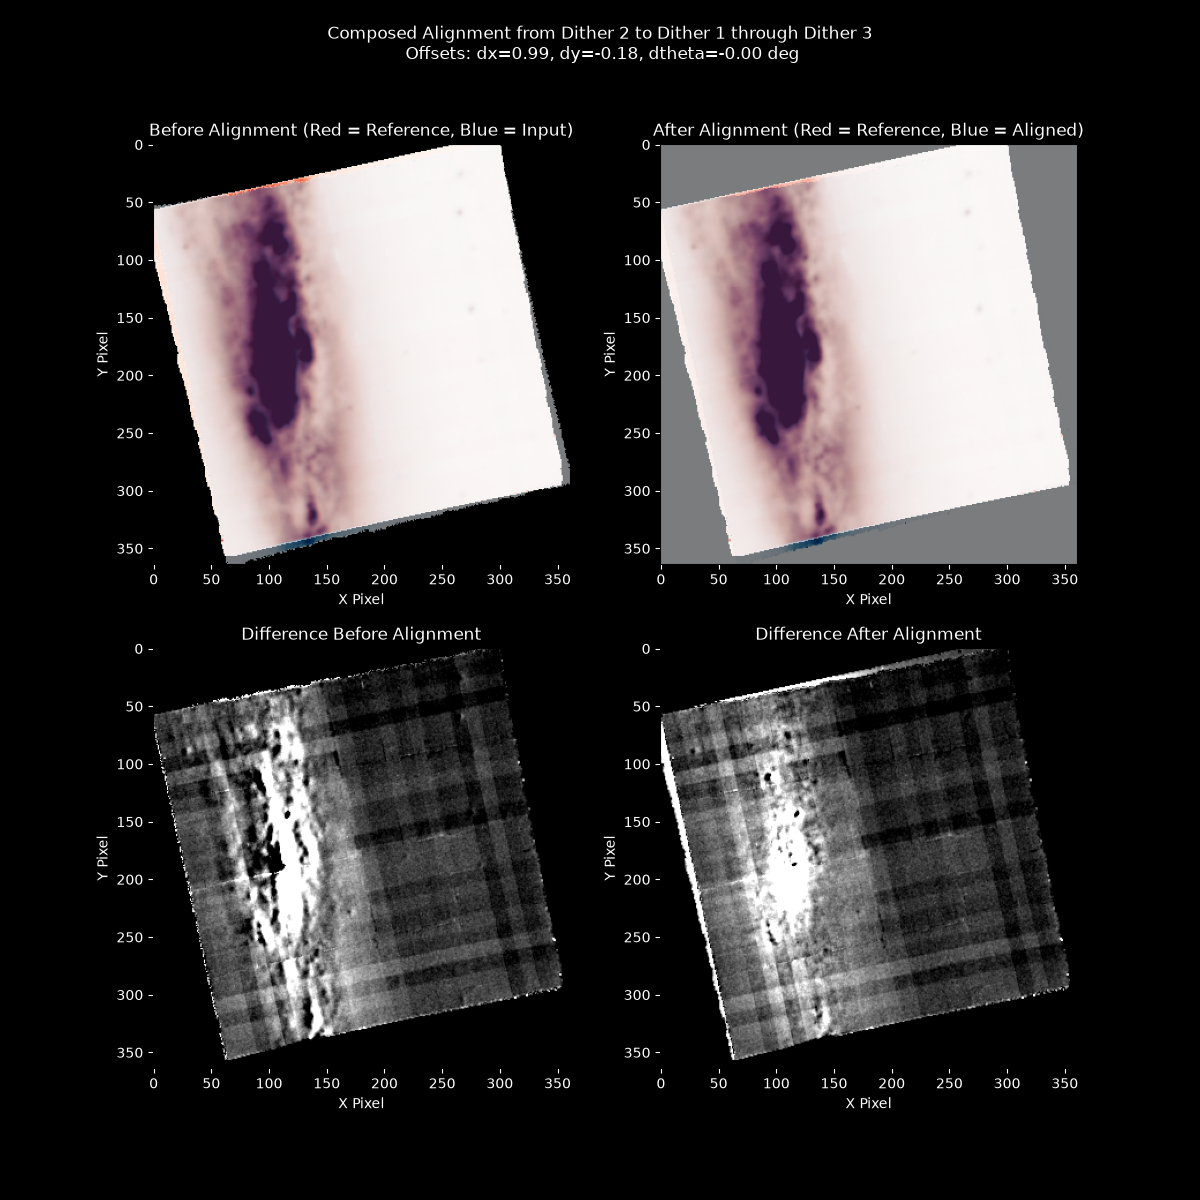 Composed Alignment from Dither 2 to Dither 1 through Dither 3
Offsets: dx=0.99, dy=-0.18, dtheta=-0.00 deg
Before Alignment (Red = Reference, Blue = Input)
0
50
100
150
200
250
300
350
Y Pixel
0 50 100 150 200 250 300 350
X Pixel
After Alignment (Red = Reference, Blue = Aligned)
0
50
100
150
200
250
300
350
Y Pixel
0 50 100 150 200 250 300 350
X Pixel
Difference Before Alignment
0
50
100
150
200
250
300
350
Y Pixel
0 50 100 150 200 250 300 350
X Pixel
Difference After Alignment
0
50
100
150
200
250
300
350
Y Pixel
0 50 100 150 200 250 300 350
X Pixel